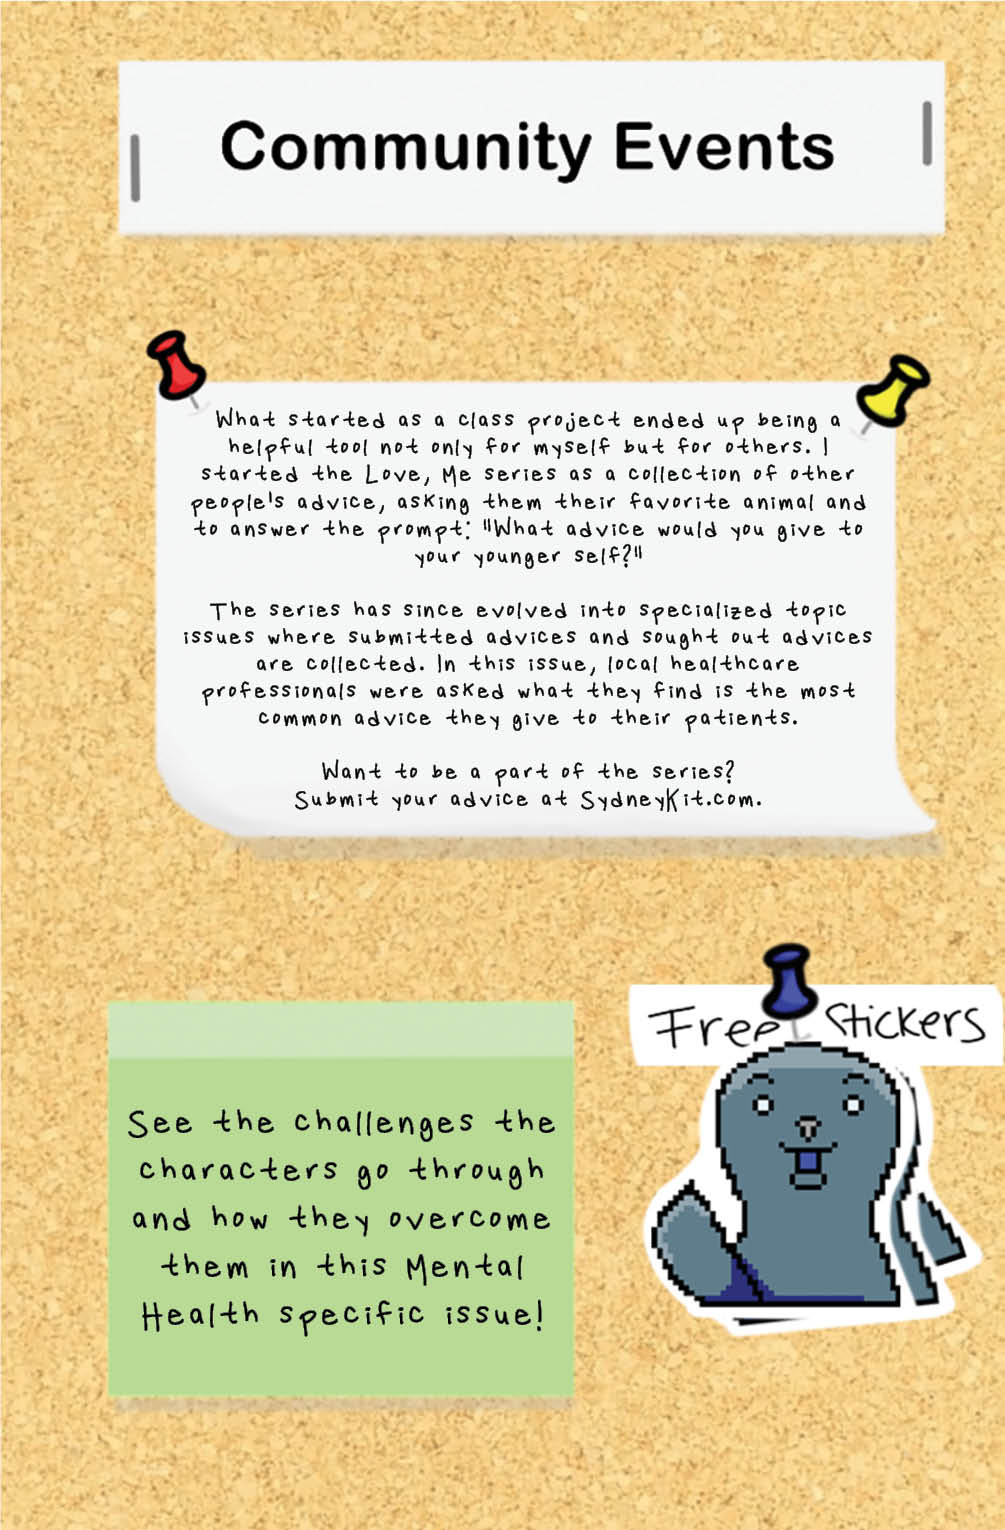 Community Events
What started as a class project ended up being a
helpful tool not only for myself but for others. I
started the Love, Me series as a collection of other
people's advice, asking them their favorite animal and
to answer the prompt: "What advice would you give to
your younger self?"
The series has since evolved into specialized topic
issues where submitted advices and sought out advices
are collected. In this issue, local healthcare
professionals were asked what they find is the most
common advice they give to their patients.
Want to be a part of the series?
Submit your advice at SydneyKit.com.
Free Stickers
See the challenges the
characters go through
and how they overcome
them in this Mental
Health specific issue!